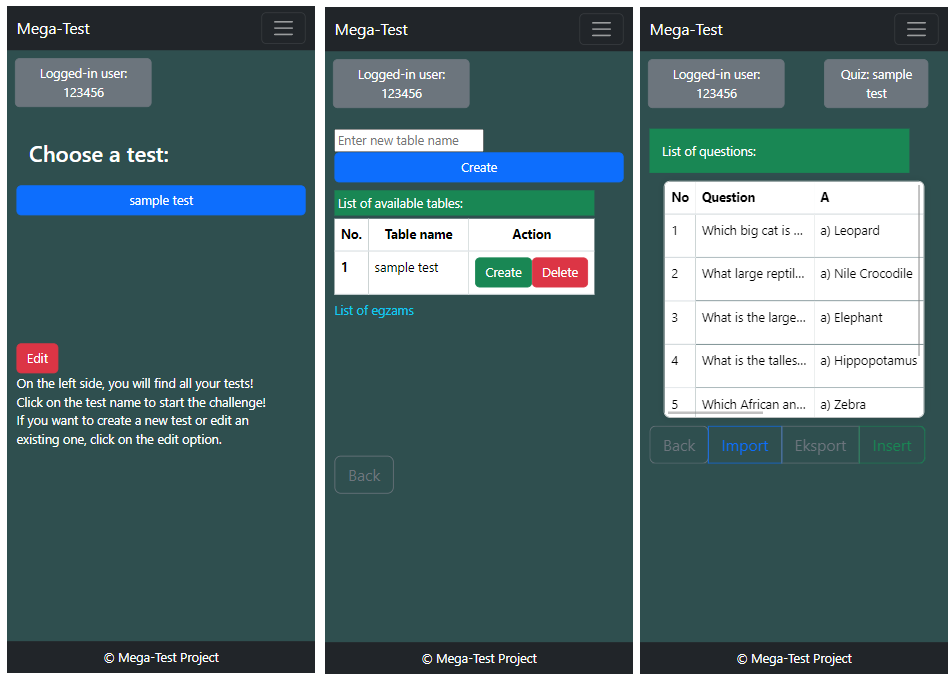 Mega-Test
Logged-in user:
123456
Choose a test:
sample test
Edit
On the left side, you will find all your tests!
Click on the test name to start the challenge!
If you want to create a new test or edit an
existing one, click on the edit option.
© Mega-Test Project
Mega-Test
Logged-in user:
123456
Enter new table name
Create
List of available tables:
No. Table name Action
1 sample test Create Delete
List of egzams
Back
© Mega-Test Project
Mega-Test
Logged-in user:
123456
Quiz: sample
test
List of questions:
No Question A
1 Which big cat is ... a) Leopard
2 What large reptil... a) Nile Crocodile
3 What is the large... a) Elephant
4 What is the talles... a) Hippopotamus
5 Which African an... a) Zebra
Back Import Eksport Insert
© Mega-Test Project